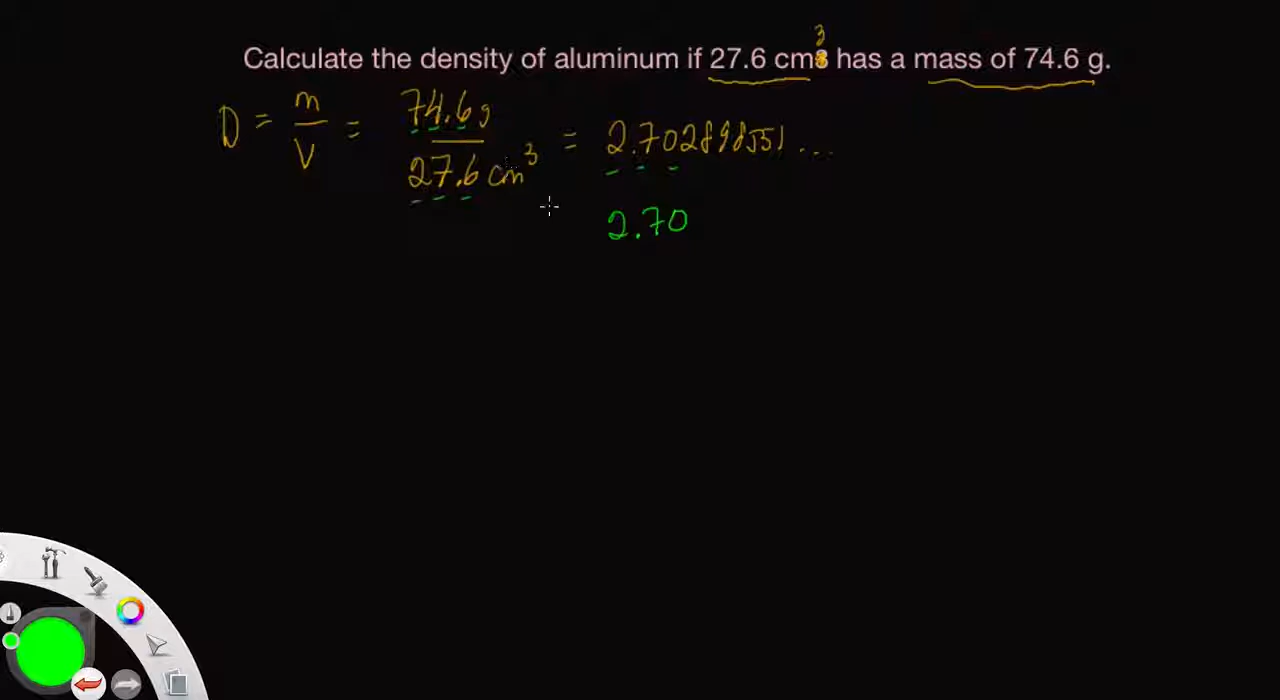 Calculate the density of aluminum if 27.6 cm³ has a mass of 74.6 g.
D = m/V = 74.6g/27.6 cm³ = 2.702898551...
2.70